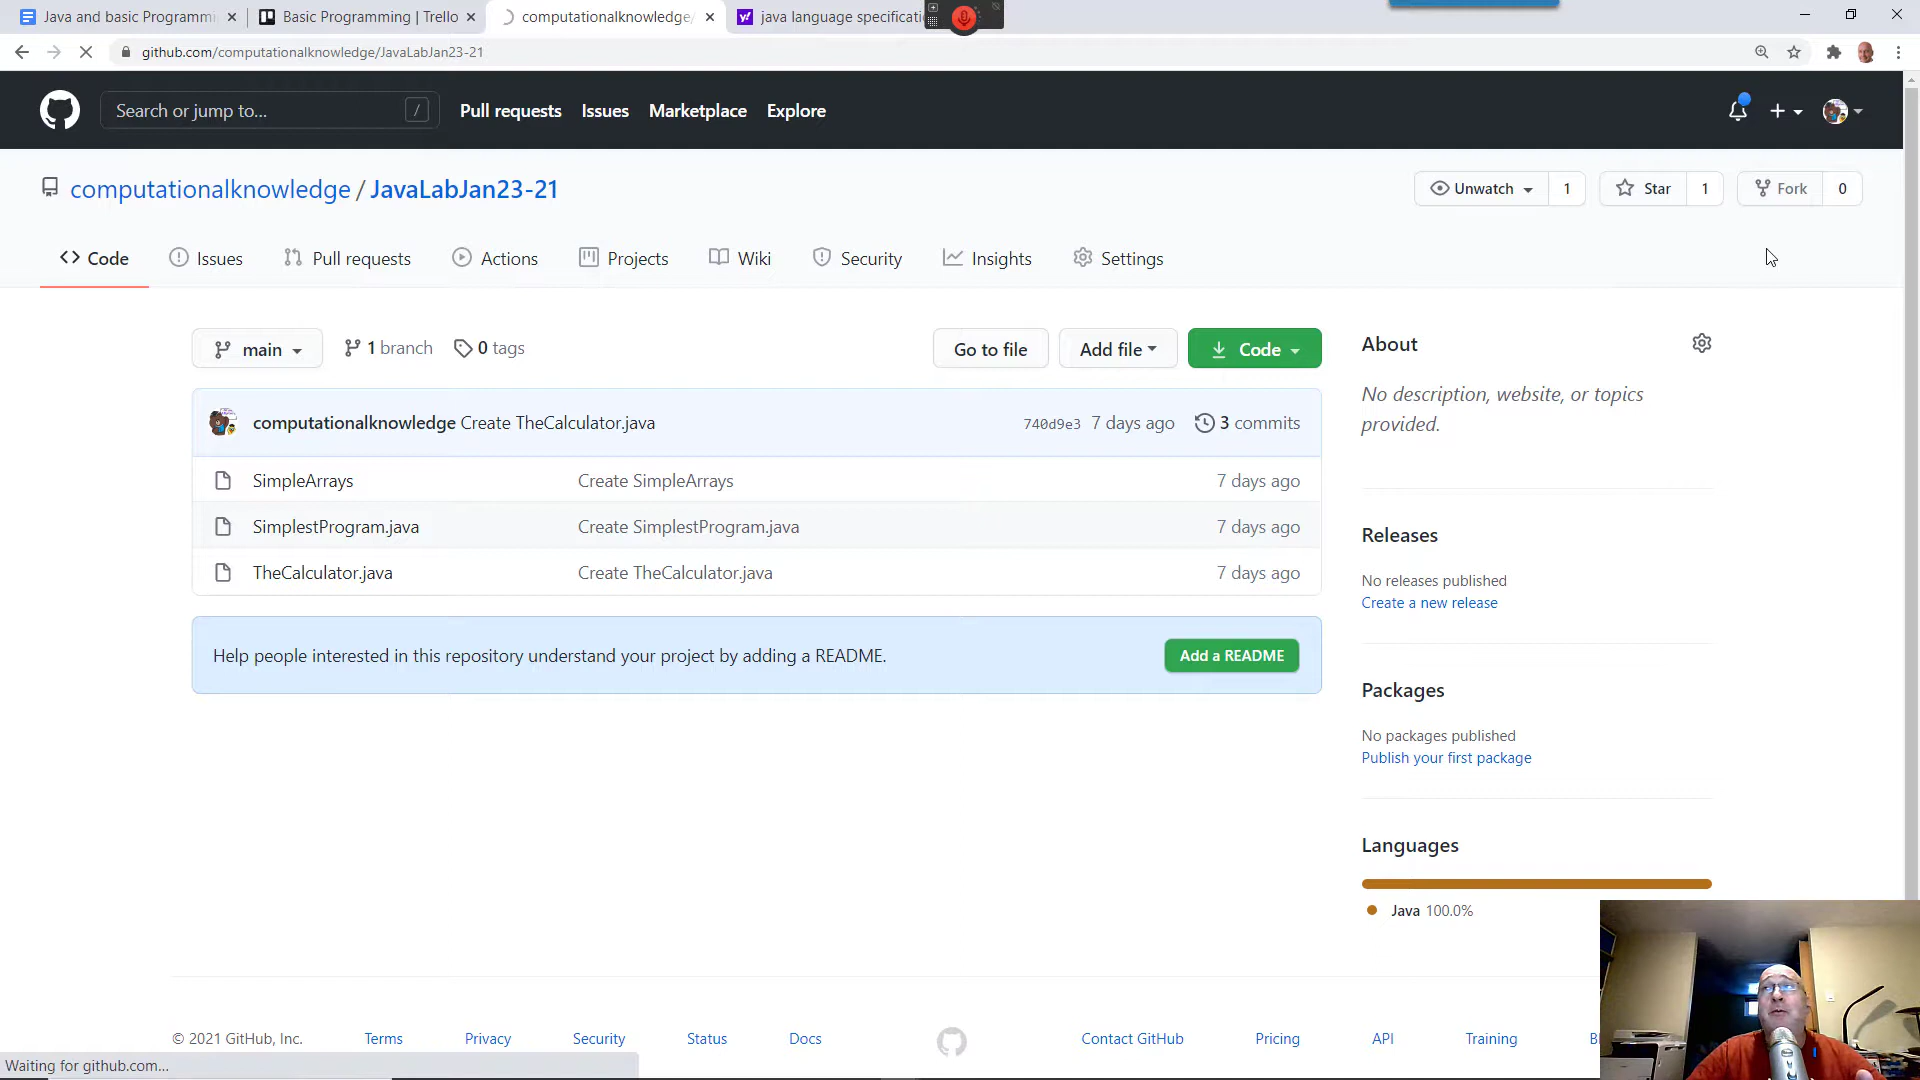 Java and basic Programm
Basic Programming | Trello
computationalknowledge/
java language specificati
github.com/computationalknowledge/JavaLabJan23-21
Search or jump to...
/
Pull requests
Issues
Marketplace
Explore
computationalknowledge / JavaLabJan23-21
Unwatch
1
Star
1
Fork
0
Code
Issues
Pull requests
Actions
Projects
Wiki
Security
Insights
Settings
main
1 branch
0 tags
Go to file
Add file
Code
computationalknowledge Create TheCalculator.java
740d9e3 7 days ago
3 commits
SimpleArrays
Create SimpleArrays
7 days ago
SimplestProgram.java
Create SimplestProgram.java
7 days ago
TheCalculator.java
Create TheCalculator.java
7 days ago
Help people interested in this repository understand your project by adding a README.
Add a README
About
No description, website, or topics
provided.
Releases
No releases published
Create a new release
Packages
No packages published
Publish your first package
Languages
Java 100.0%
© 2021 GitHub, Inc.
Terms
Privacy
Security
Status
Docs
Contact GitHub
Pricing
API
Training
Waiting for github.com...